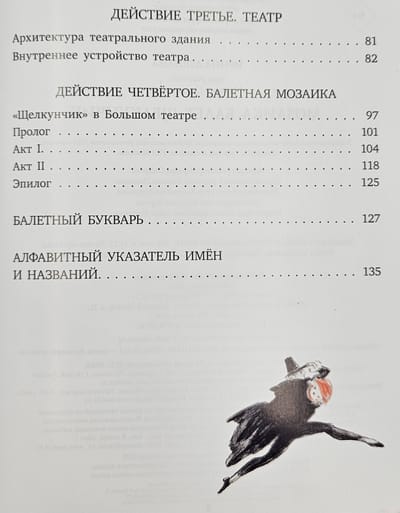 ДЕЙСТВИЕ ТРЕТЬЕ. ТЕАТР
Архитектура театрального здания . . . . . . . . . . . . . . . . . . . . . 81
Внутреннее устройство театра . . . . . . . . . . . . . . . . . . . . . . . 82
ДЕЙСТВИЕ ЧЕТВЁРТОЕ. БАЛЕТНАЯ МОЗАИКА
«Щелкунчик» в Большом театре . . . . . . . . . . . . . . . . . . . . . 97
Пролог . . . . . . . . . . . . . . . . . . . . . . . . . . . . . . . . . . . . . . 101
Акт I. . . . . . . . . . . . . . . . . . . . . . . . . . . . . . . . . . . . . . . 104
Акт II . . . . . . . . . . . . . . . . . . . . . . . . . . . . . . . . . . . . . . 118
Эпилог . . . . . . . . . . . . . . . . . . . . . . . . . . . . . . . . . . . . . 125
БАЛЕТНЫЙ БУКВАРЬ . . . . . . . . . . . . . . . . . . . . . . . . . . . 127
АЛФАВИТНЫЙ УКАЗАТЕЛЬ ИМЁН
И НАЗВАНИЙ. . . . . . . . . . . . . . . . . . . . . . . . . . . . . . . . . 135